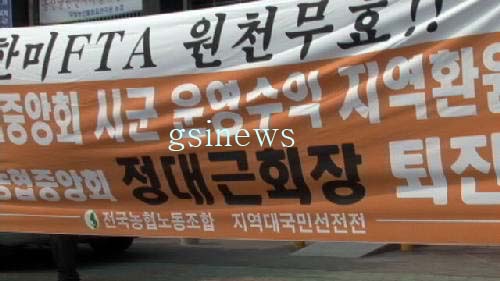 한미FTA 원천무효!!
중앙회 시군 운영수익 지역환원
gsinews
농협중앙회 정대근회장 퇴진
전국농협노동조합 지역대국민선전전